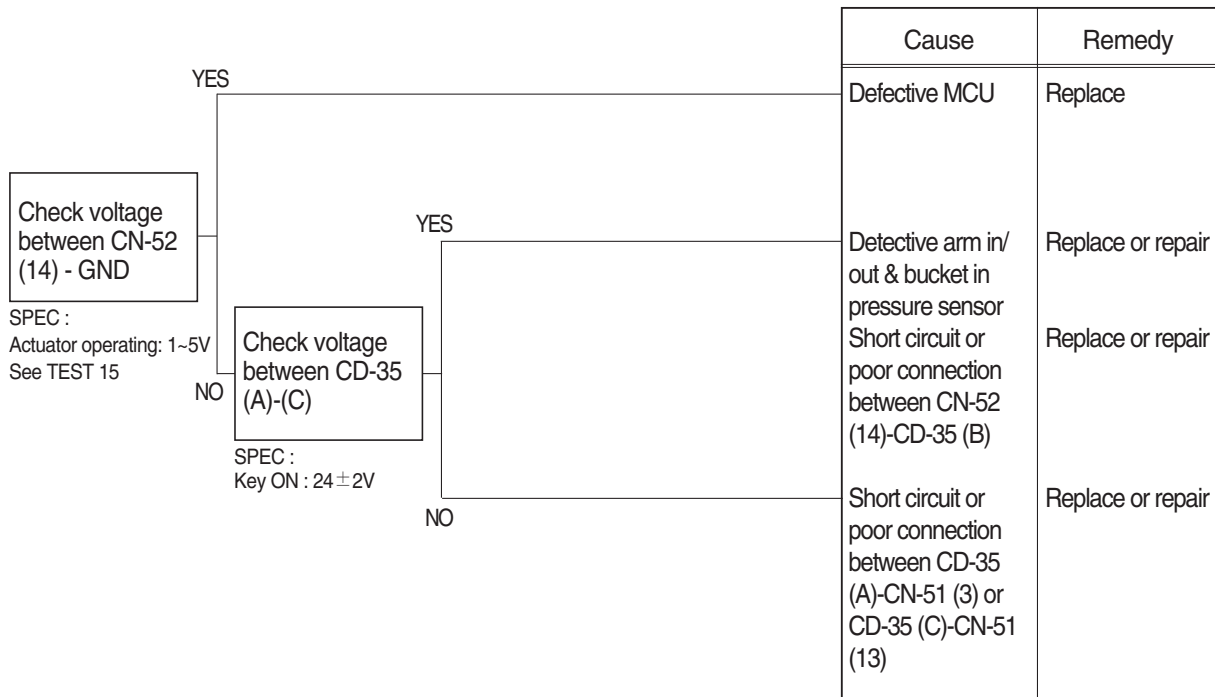 Cause
Remedy
YES
Defective MCU
Replace
Check voltage
between CN-52
(14) - GND
SPEC :
Actuator operating: 1~5V
See TEST 15
NO
YES
Detective arm in/
out & bucket in
pressure sensor
Replace or repair
Short circuit or
poor connection
between CN-52
(14)-CD-35 (B)
Replace or repair
Check voltage
between CD-35
(A)-(C)
SPEC :
Key ON : 24±2V
NO
Short circuit or
poor connection
between CD-35
(A)-CN-51 (3) or
CD-35 (C)-CN-51
(13)
Replace or repair